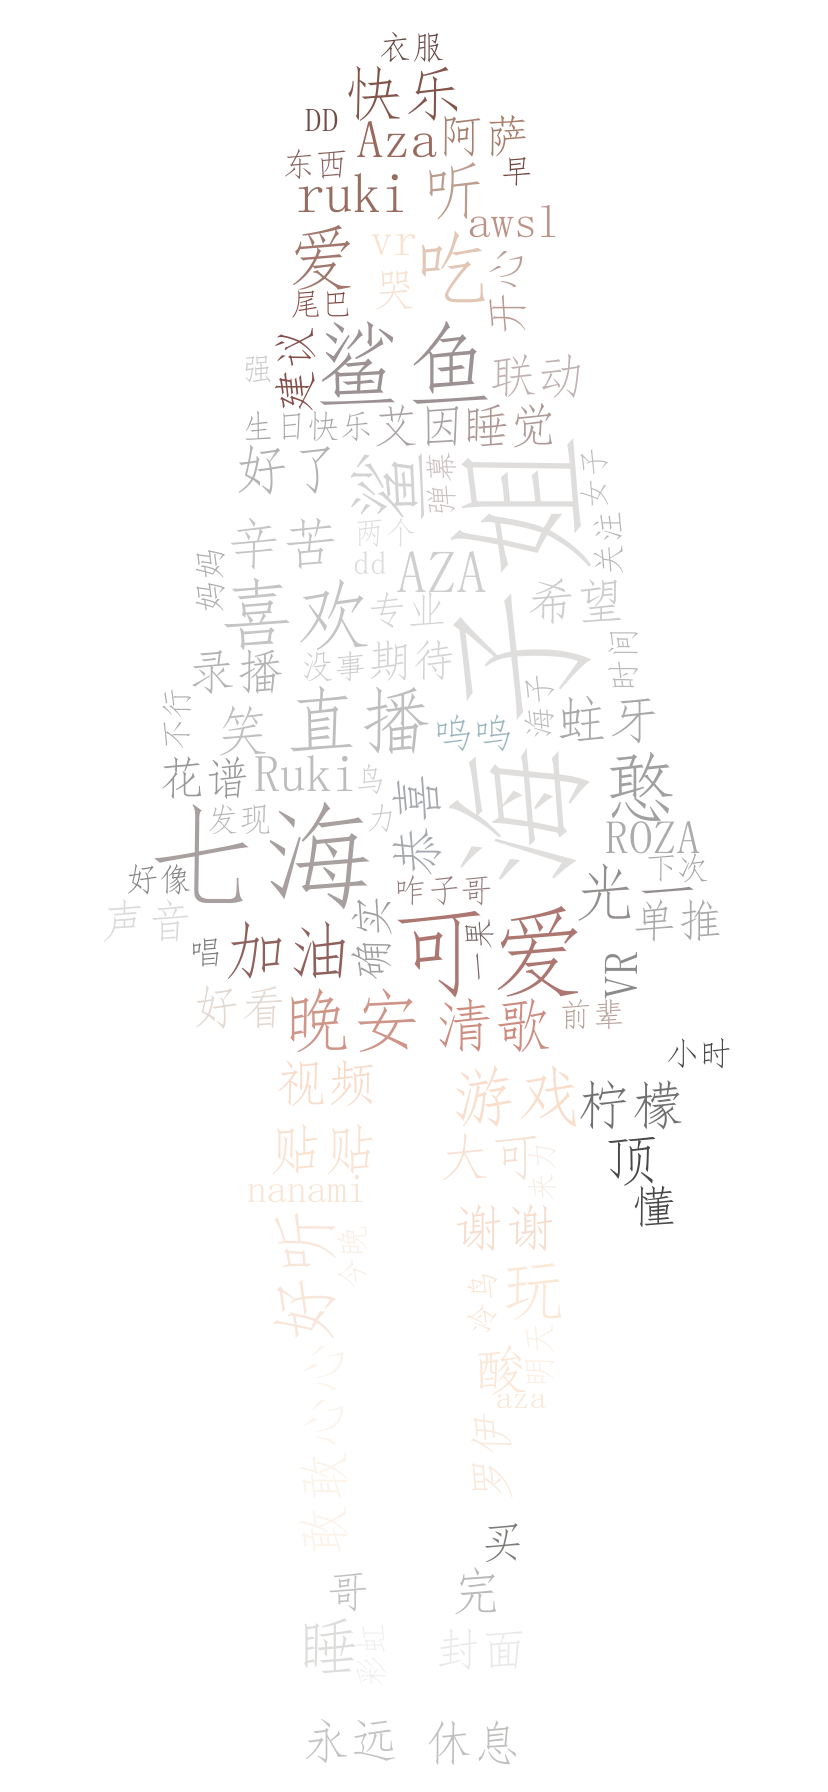 衣服
快乐
DD
Aza
阿萨
东西
早
ruki
听
awsl
爱
vr
吃
哭
开心
尾巴
鲨鱼
建议
强
联动
生日快乐
艾因
睡觉
好了
鲨
弹幕
海子姐
女子
辛苦
两个
关注
dd
AZA
妈妈
喜欢
专业
希望
录播
没事
期待
时间
不行
笑
直播
呜呜
海子
蛀牙
花谱
Ruki
鸟
憨
发现
力
恭喜
七海
ROZA
好像
咋子哥
下次
光一
声音
单推
唱
加油
确实
可爱
一果
VR
好看
晚安
清歌
前辈
小时
视频
游戏
柠檬
贴贴
大可
来力
顶
nanami
懂
好听
今晚
谢谢
冷鸟
玩
心心
明天
酸
aza
敢敢
罗伊
买
哥
完
睡
彩虹
封面
永远
休息